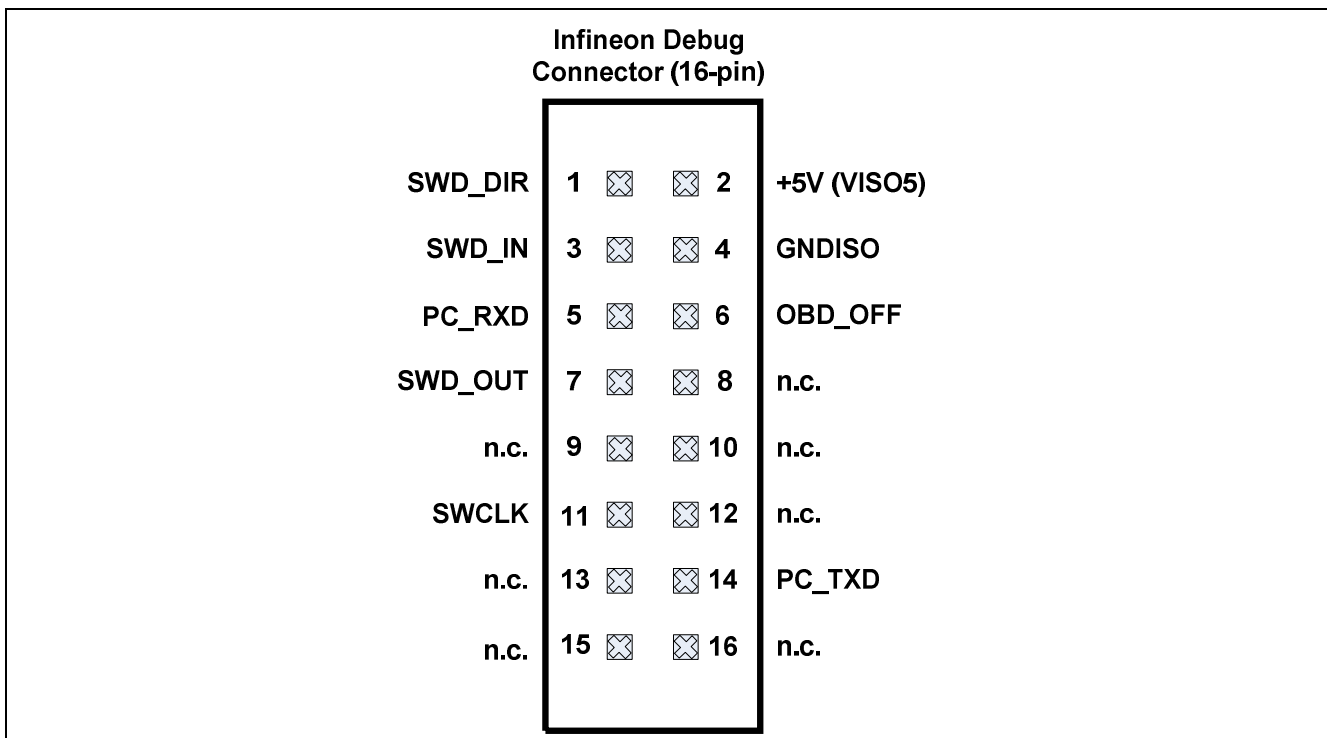 Infineon Debug
Connector (16-pin)
SWD_DIR 1 2 +5V (VISO5)
SWD_IN 3 4 GNDISO
PC_RXD 5 6 OBD_OFF
SWD_OUT 7 8 n.c.
n.c. 9 10 n.c.
SWCLK 11 12 n.c.
n.c. 13 14 PC_TXD
n.c. 15 16 n.c.